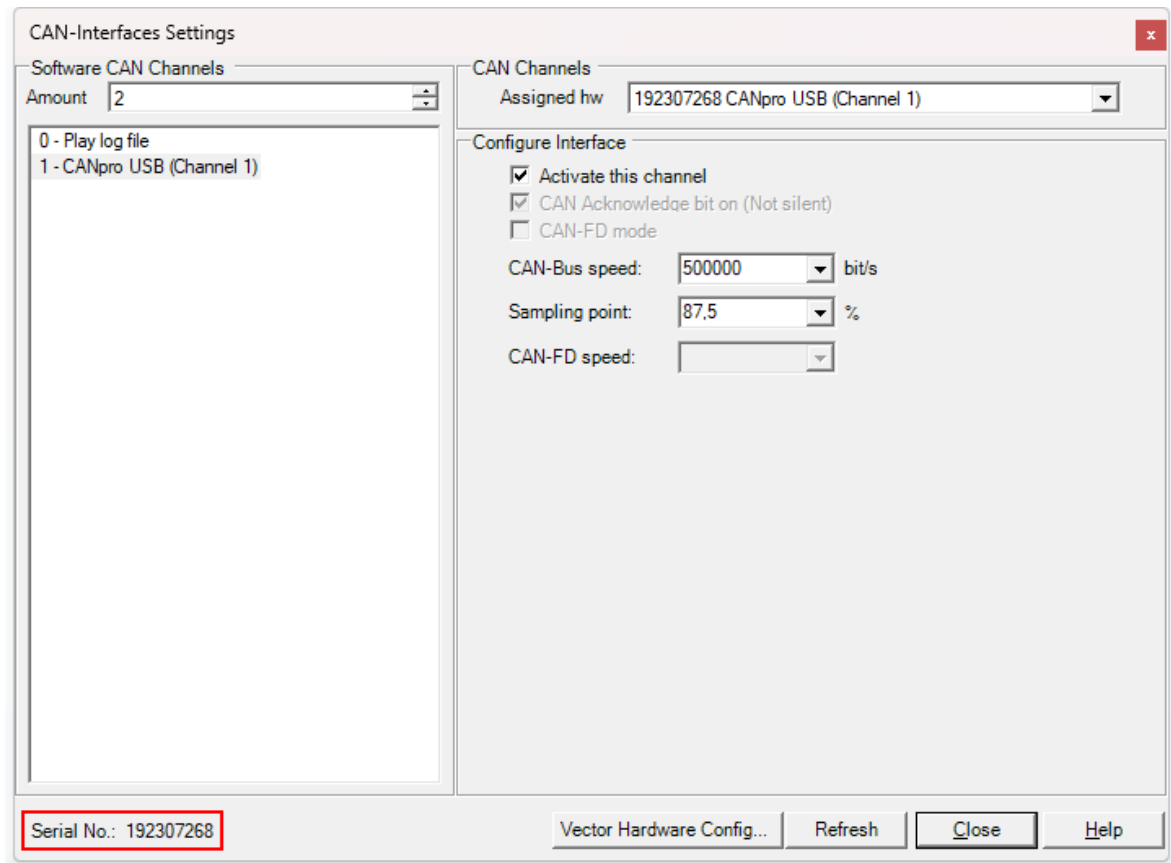 CAN-Interfaces Settings
x
Software CAN Channels
Amount 2
0 - Play log file
1 - CANpro USB (Channel 1)
CAN Channels
Assigned hw 192307268 CANpro USB (Channel 1)
Configure Interface
Activate this channel
CAN Acknowledge bit on (Not silent)
CAN-FD mode
CAN-Bus speed: 500000 bit/s
Sampling point: 87,5 %
CAN-FD speed:
Serial No.: 192307268
Vector Hardware Config... Refresh Close Help